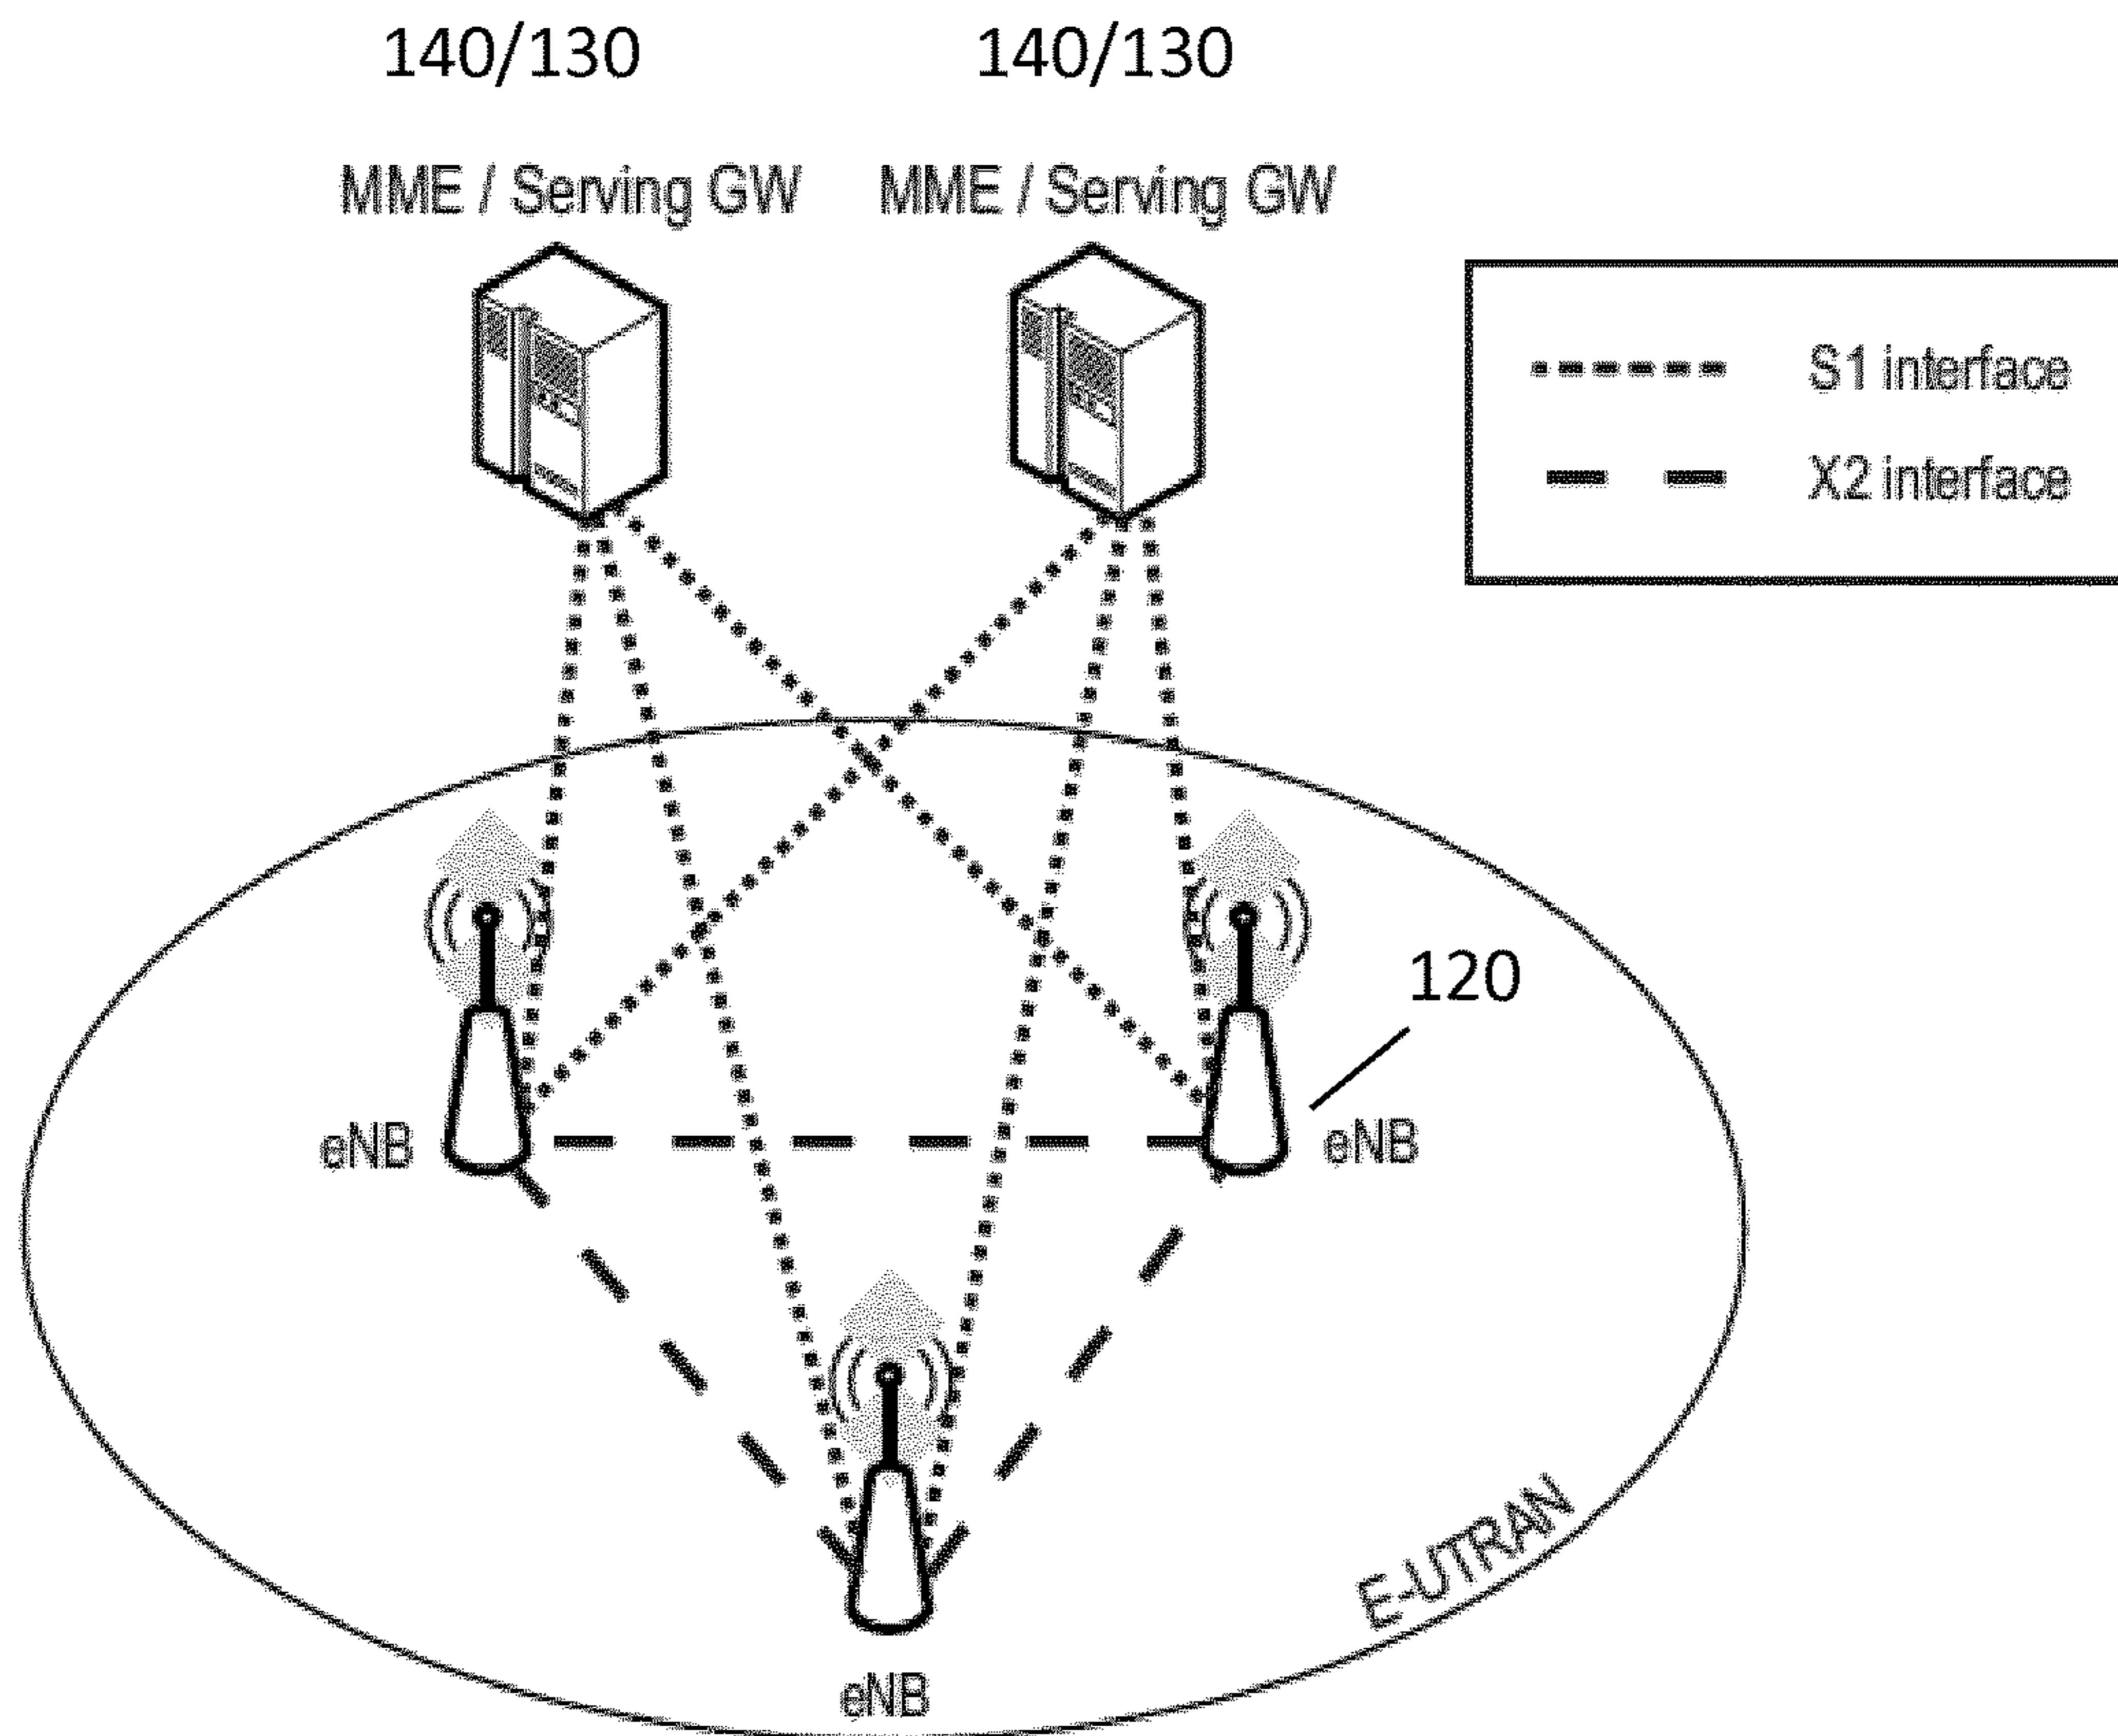 140/130 140/130
MME / Serving GW MME / Serving GW
S1 interface
X2 interface
120
eNB eNB
E-UTRAN
eNB